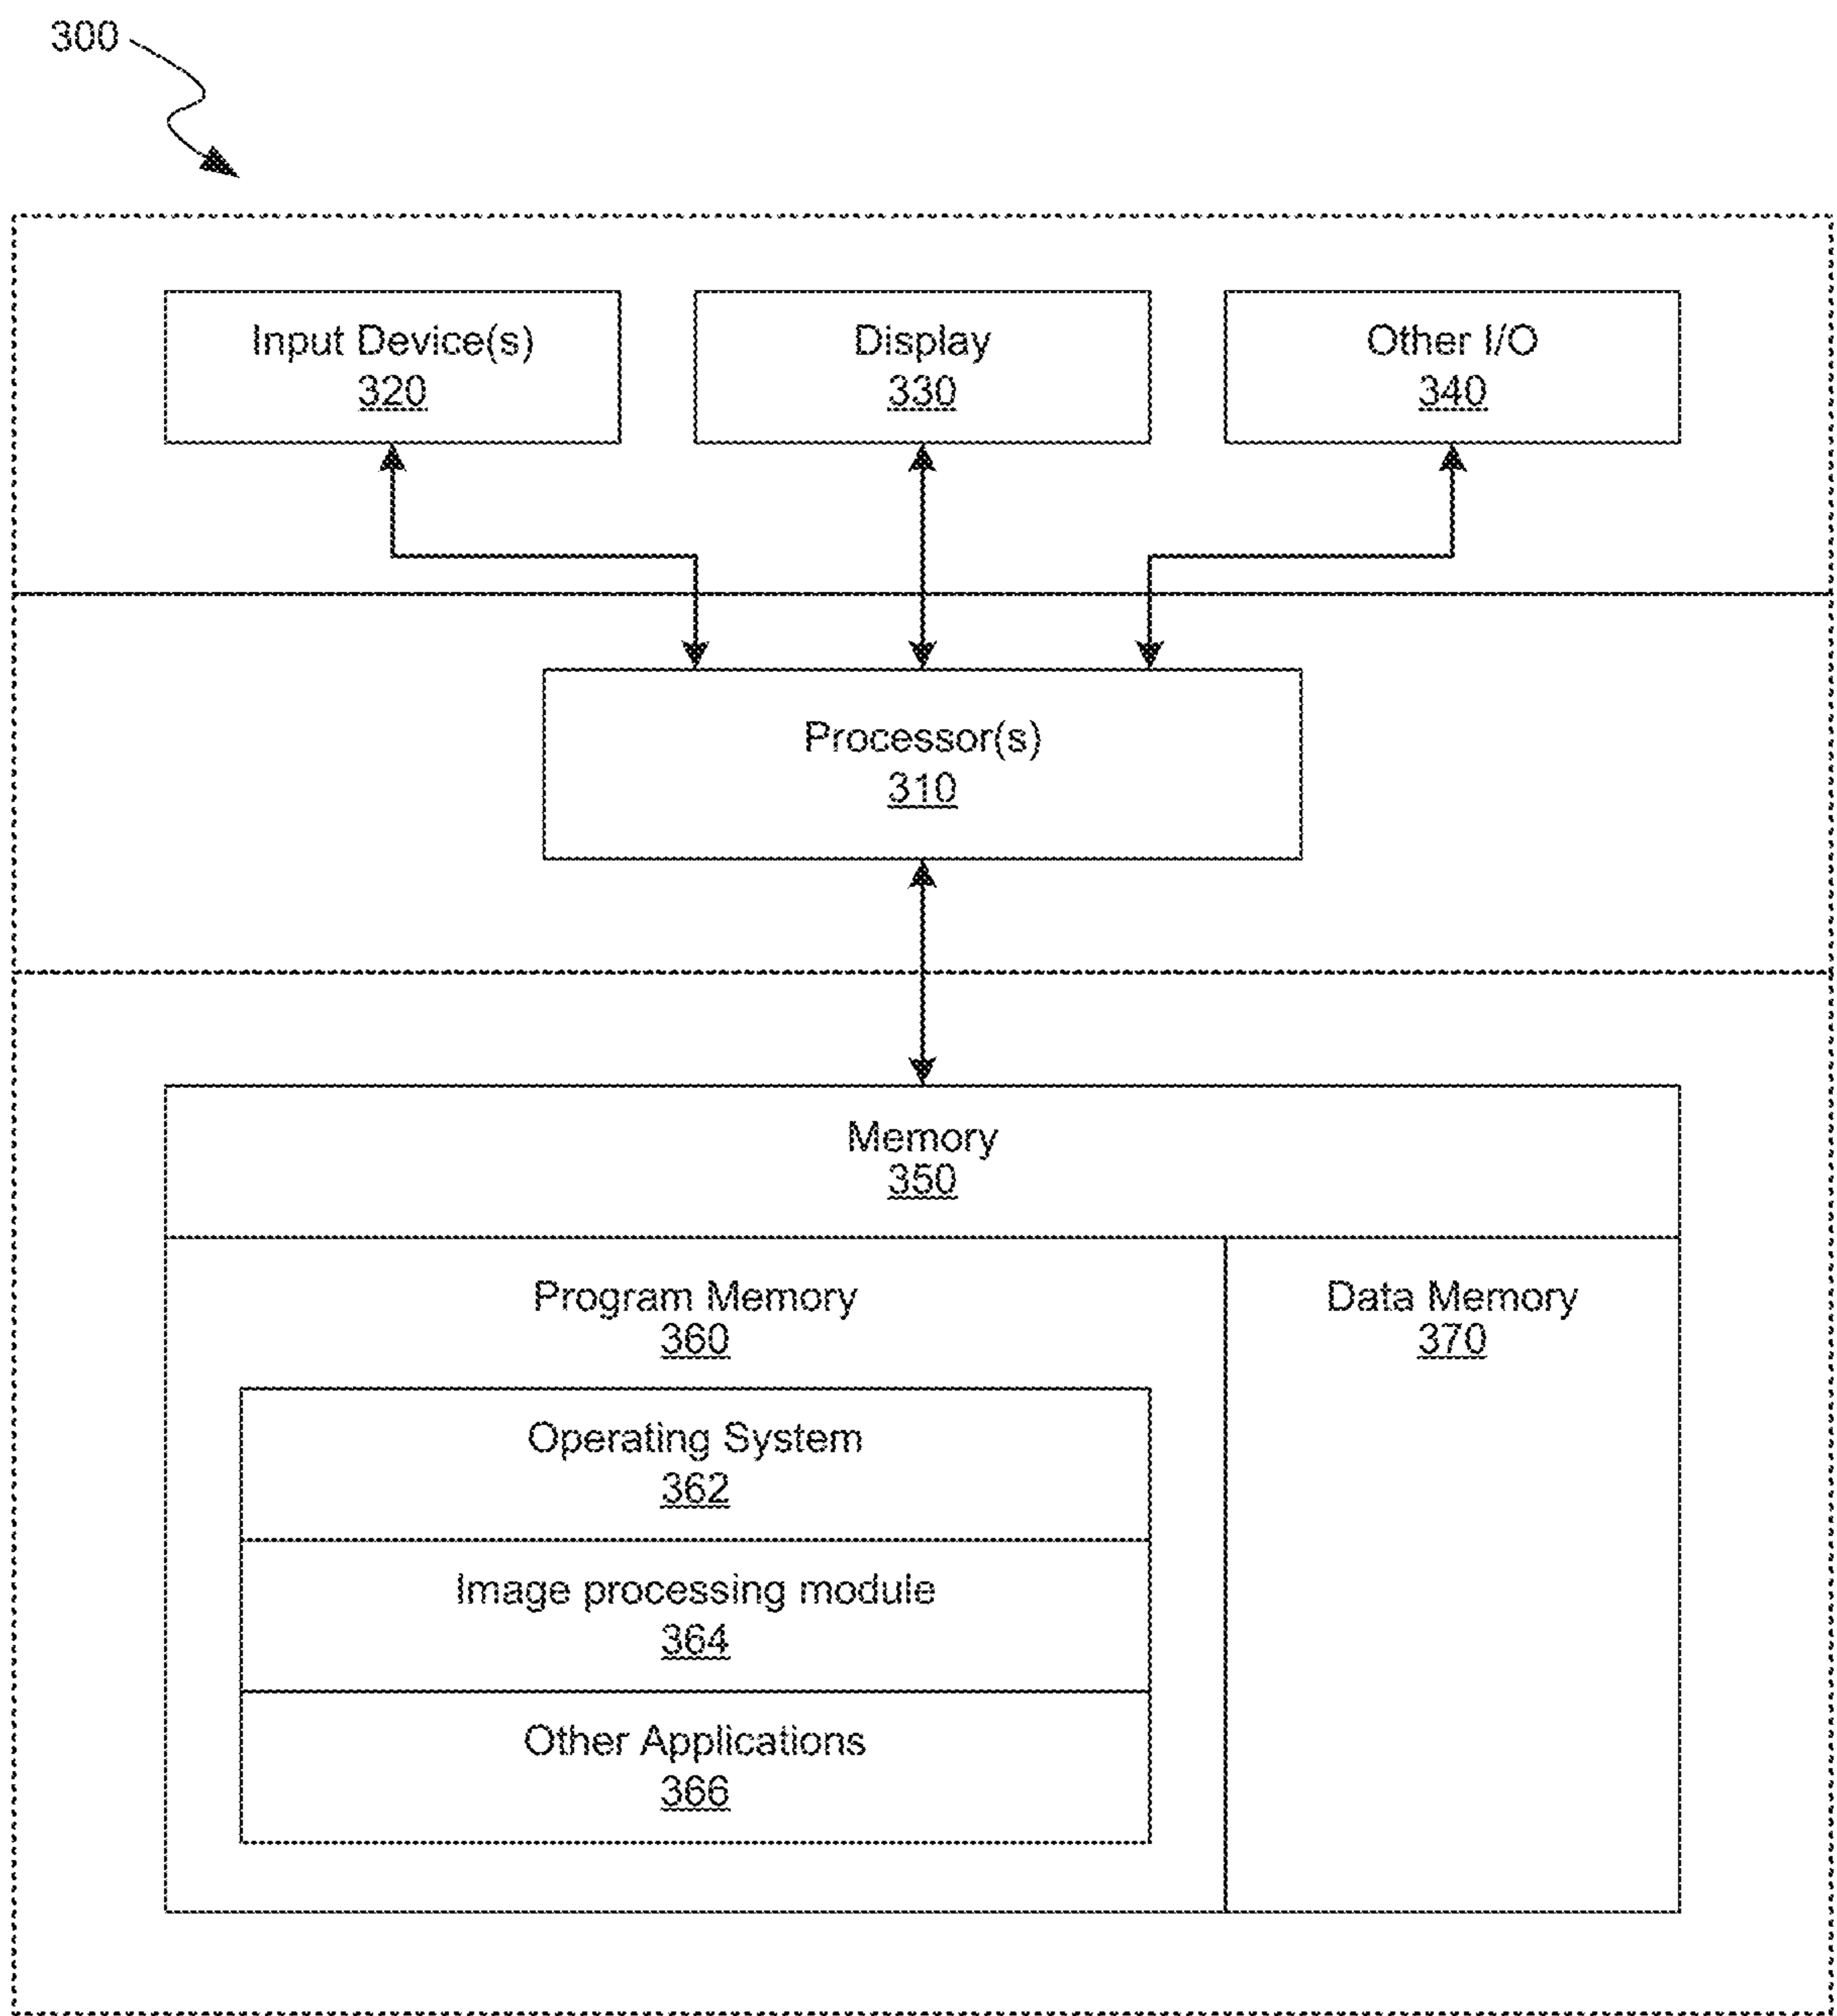 300
Input Device(s)
320
Display
330
Other I/O
340
Processor(s)
310
Memory
350
Program Memory
360
Data Memory
370
Operating System
362
Image processing module
364
Other Applications
366